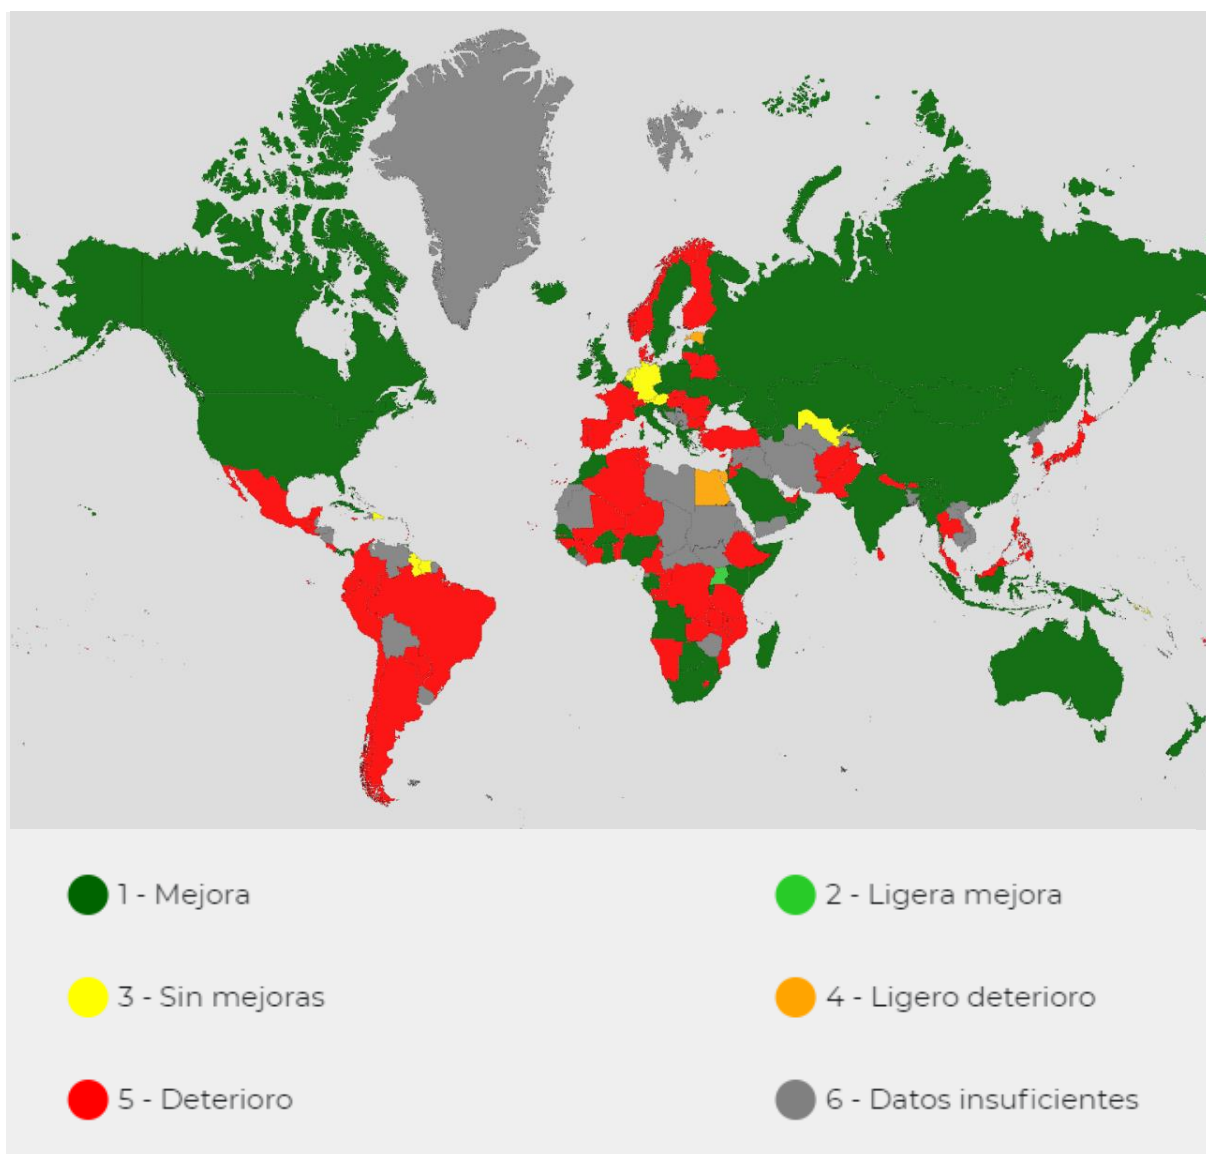 1 - Mejora
2 - Ligera mejora
3 - Sin mejoras
4 - Ligero deterioro
5 - Deterioro
6 - Datos insuficientes